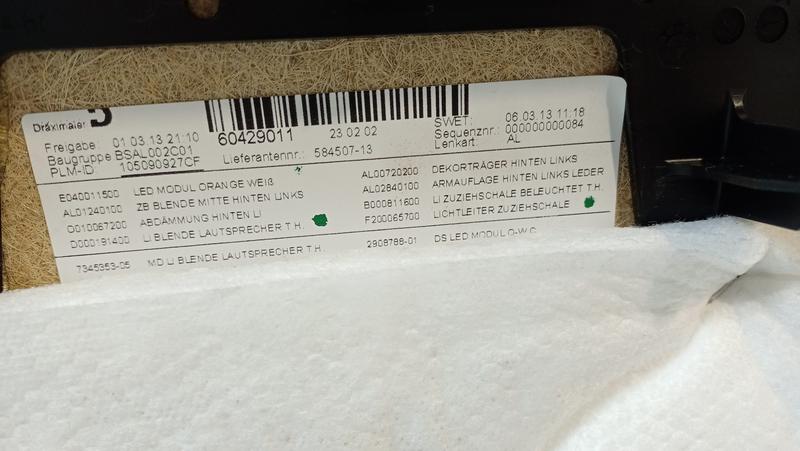 Dräxlmaier
Freigabe: 01 03.13 21:10
Baugruppe BSAL002C01
PLM-ID: 105090927CF
60429011
23 02 02
Lieferantennr.: 584507-13
SWET: 06.03.13 11:18
Sequenznr.: 000000000084
Lenkart: AL
E040011500 LED MODUL ORANGE WEIß
AL01240100 ZB BLENDE MITTE HINTEN LINKS
O010067200 ABDÄMMUNG HINTEN LI
D000191400 LI BLENDE LAUTSPRECHER T.H.
7345353-05 MD LI BLENDE LAUTSPRECHER T.H.
AL00720200 DEKORTRÄGER HINTEN LINKS
AL02840100 ARMAUFLAGE HINTEN LINKS LEDER
B000811600 LI ZUZIEHSCHALE BELEUCHTET T.H.
F200065700 LICHTLEITER ZUZIEHSCHALE
2908788-01 DS LED MODUL O-W G